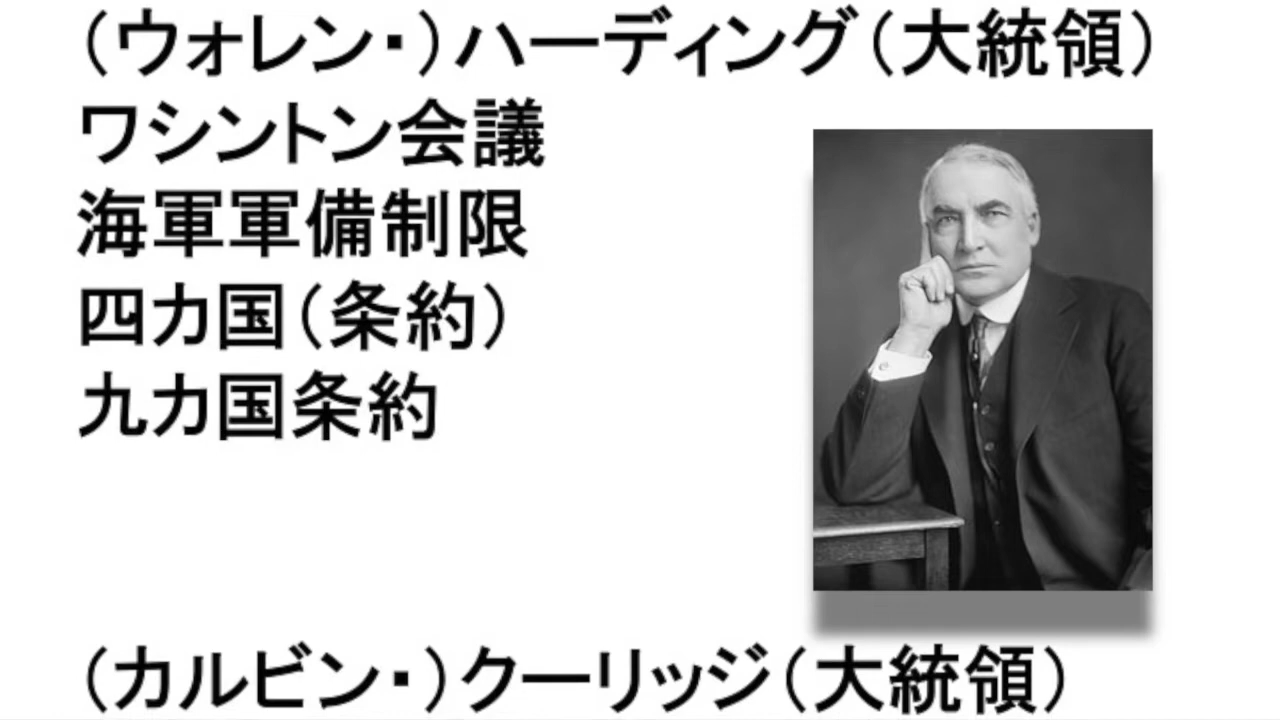 （ウォレン・）ハーディング（大統領）
ワシントン会議
海軍軍備制限
四カ国（条約）
九カ国条約
（カルビン・）クーリッジ（大統領）